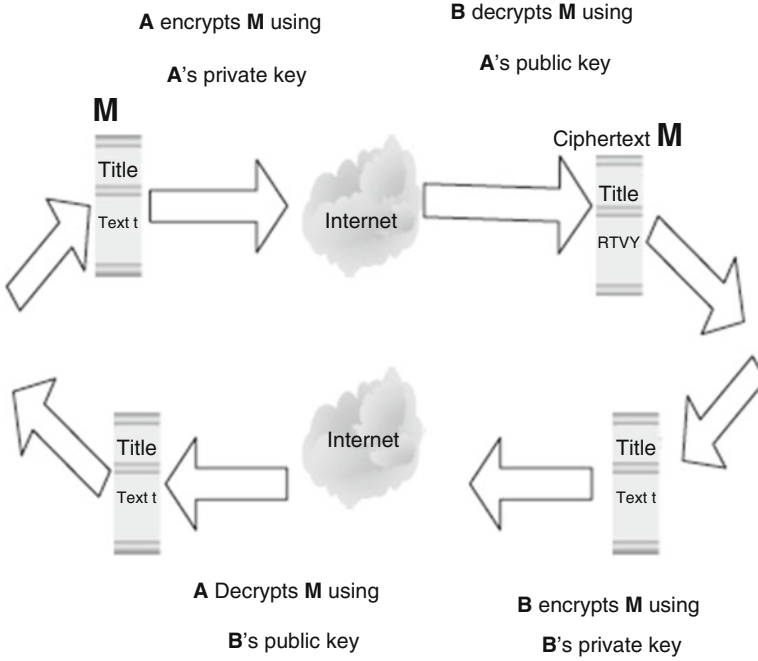 A encrypts M using
A's private key
B decrypts M using
A's public key
M
Title
Text t
Internet
Ciphertext M
Title
RTVY
Title
Text t
Internet
Title
Text t
A Decrypts M using
B's public key
B encrypts M using
B's private key